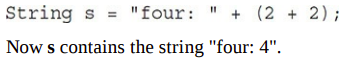 String s = "four: " + (2 + 2);
Now s contains the string "four: 4".